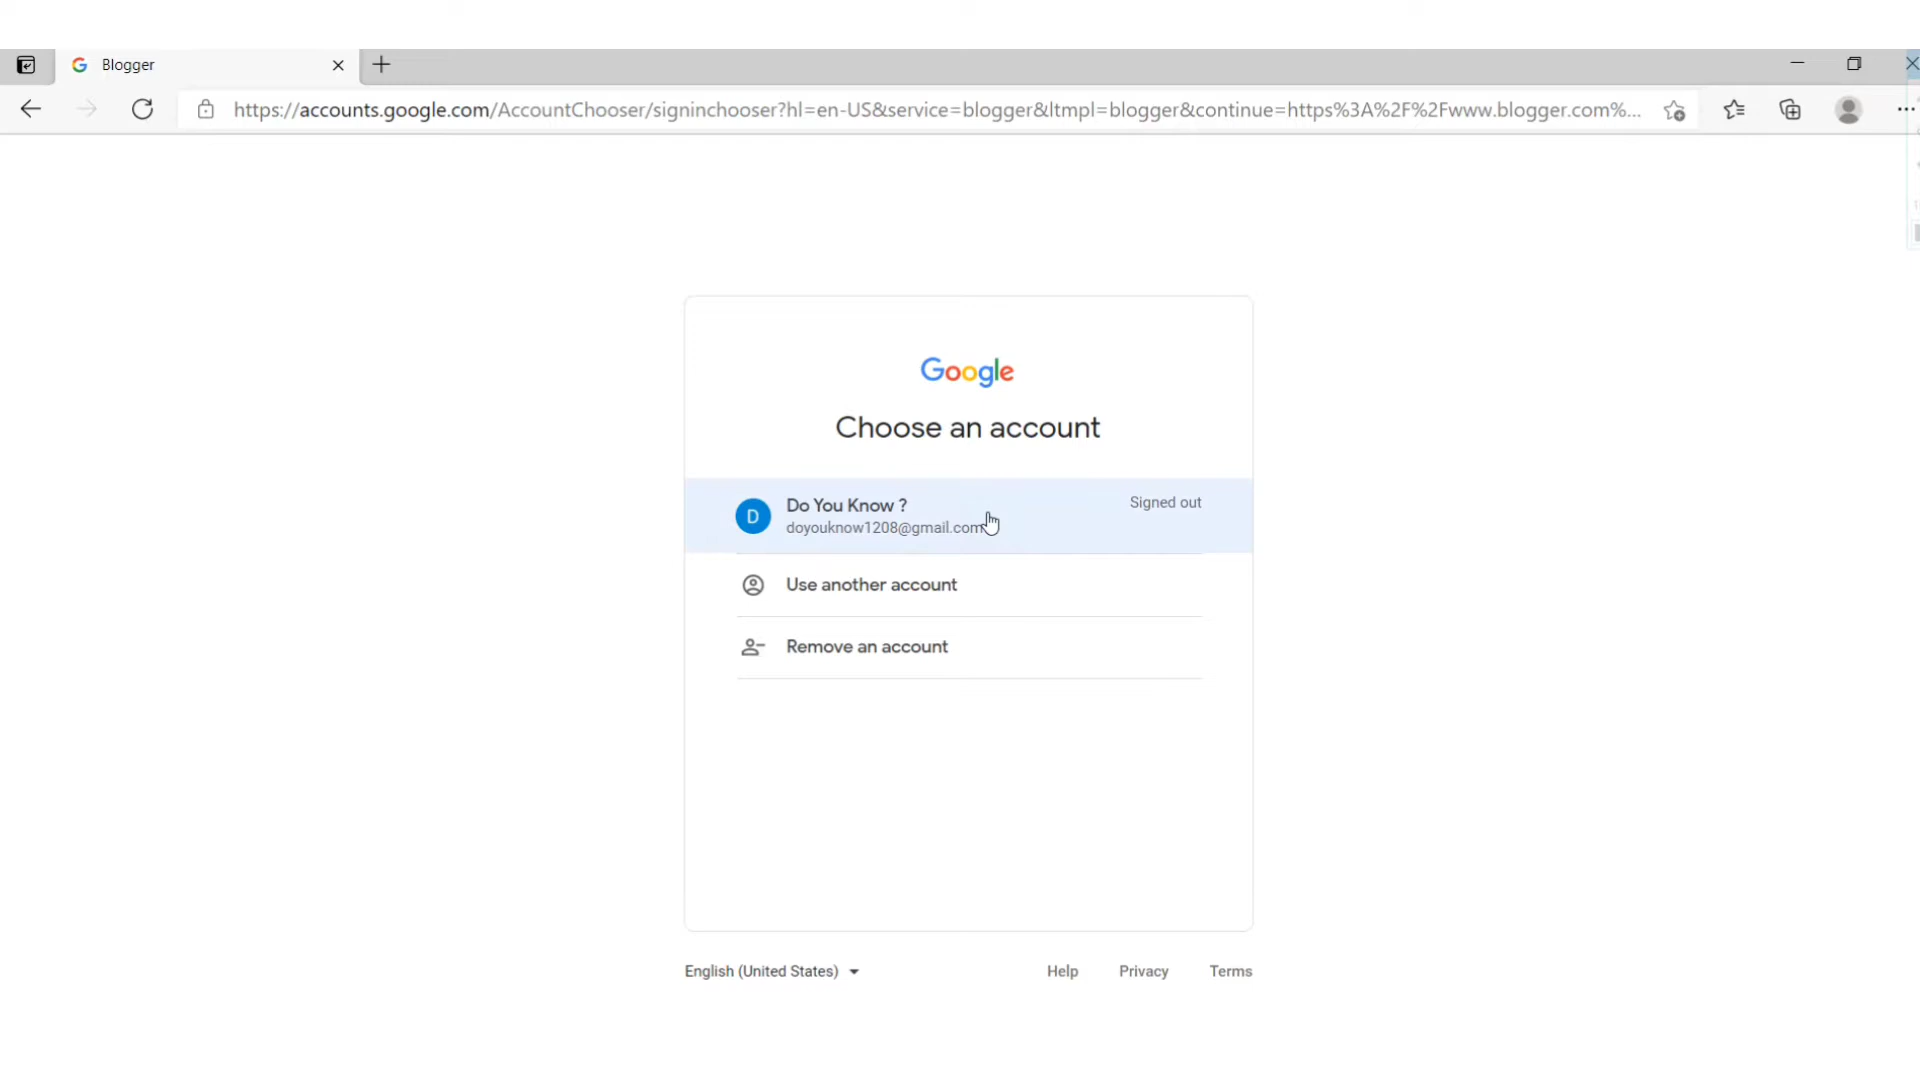 Blogger
https://accounts.google.com/AccountChooser/signinchooser?hl=en-US&service=blogger&ltmpl=blogger&continue=https%3A%2F%2Fwww.blogger.com%...
Google
Choose an account
D
Do You Know ?
Signed out
doyouknow1208@gmail.com
Use another account
Remove an account
English (United States)
Help
Privacy
Terms